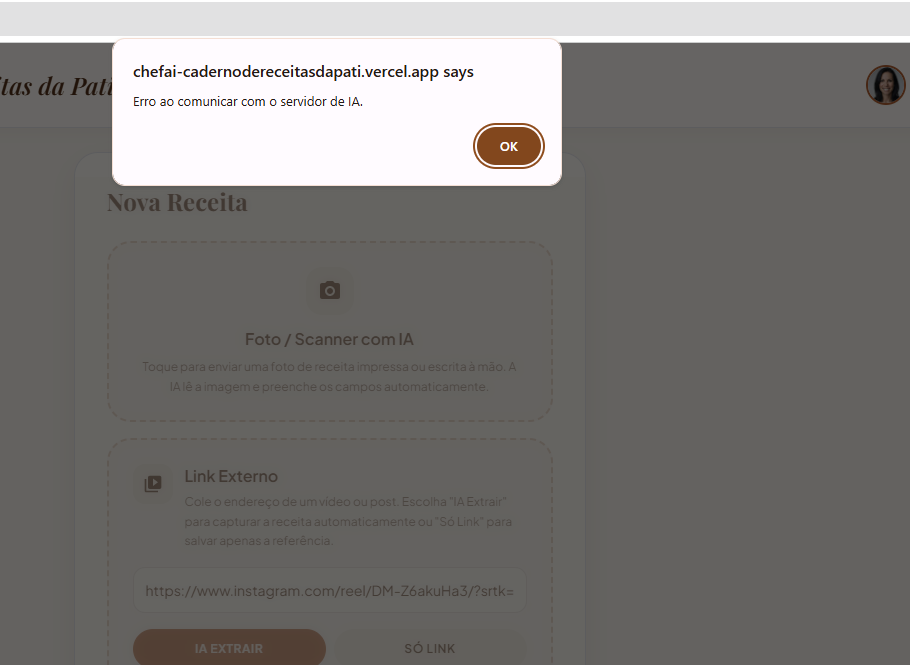 chefai-cadernodereceitasdapati.vercel.app says
Erro ao comunicar com o servidor de IA.
OK
tas da Pati
Nova Receita
Foto / Scanner com IA
Toque para enviar uma foto de receita impressa ou escrita à mão. A
IA lê a imagem e preenche os campos automaticamente.
Link Externo
Cole o endereço de um vídeo ou post. Escolha "IA Extrair"
para capturar a receita automaticamente ou "Só Link" para
salvar apenas a referência.
https://www.instagram.com/reel/DM-Z6akuHa3/?srtk=
IA EXTRAIR
SÓ LINK